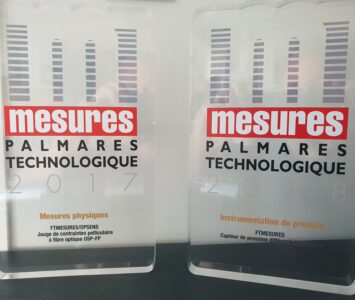 mesures
PALMARES
TECHNOLOGIQUE
2017
Mesures physiques
FTMESURES/OPSENS
Jauge de contraintes pelliculaire
à fibre optique OSP-FP
mesures
PALMARES
TECHNOLOGIQUE
2018
Instrumentation de process
FTMESURES
Capteur de pression